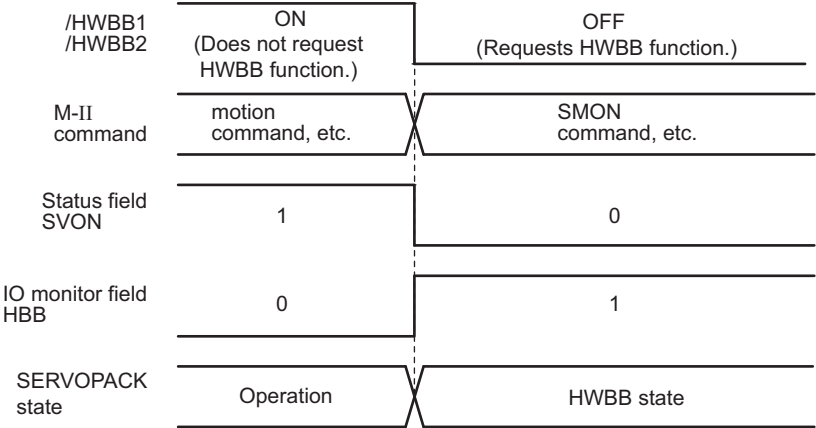 /HWBB1
/HWBB2
ON
(Does not request
HWBB function.)
OFF
(Requests HWBB function.)
M-II
command
motion
command, etc.
SMON
command, etc.
Status field
SVON
1
0
IO monitor field
HBB
0
1
SERVOPACK
state
Operation
HWBB state